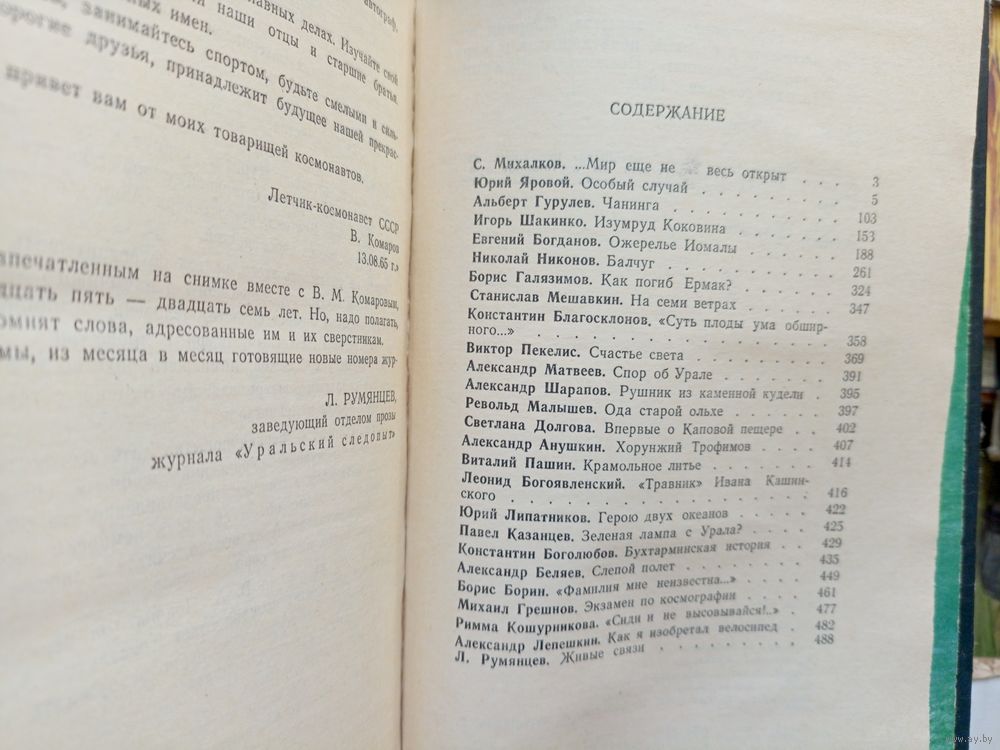 автограф,
главных делах. Изучайте свой
наши отцы и старшие братья.
имен.
занимайтесь спортом, будьте смелыми и силь-
друзья, принадлежит будущее нашей прекрас-
привет вам от моих товарищей космонавтов.
Летчик-космонавт СССР
В. Комаров
13.08.65 г.»
запечатленным на снимке вместе с В. М. Комаровым,
пять — двадцать семь лет. Но, надо полагать,
помнят слова, адресованные им и их сверстникам.
из месяца в месяц готовящие новые номера жур-
Л. РУМЯНЦЕВ,
заведующий отделом прозы
журнала «Уральский следопыт»
СОДЕРЖАНИЕ
С. Михалков. ...Мир еще не весь открыт . . . 3
Юрий Яровой. Особый случай . . . . . . . 5
Альберт Гурулев. Чанинга . . . . . . . . 103
Игорь Шакинко. Изумруд Коковина . . . . . 153
Евгений Богданов. Ожерелье Иомалы . . . . . 188
Николай Никонов. Балчуг . . . . . . . . 261
Борис Галязимов. Как погиб Ермак? . . . . . 324
Станислав Мешавкин. На семи ветрах . . . . . 347
Константин Благосклонов. «Суть плоды ума обшир-
ного...» . . . . . . . . . . . . . 358
Виктор Пекелис. Счастье света . . . . . . 369
Александр Матвеев. Спор об Урале . . . . . 391
Александр Шарапов. Рушник из каменной кудели . 395
Револьд Малышев. Ода старой ольхе . . . . . 397
Светлана Долгова. Впервые о Каповой пещере . . 402
Александр Анушкин. Хорунжий Трофимов . . . . 407
Виталий Пашин. Крамольное литье . . . . . . 414
Леонид Богоявленский. «Травник» Ивана Кашин-
ского . . . . . . . . . . . . . . 416
Юрий Липатников. Герою двух океанов . . . . 422
Павел Казанцев. Зеленая лампа с Урала? . . . . 425
Константин Боголюбов. Бухтарминская история . . 429
Александр Беляев. Слепой полет . . . . . . 435
Борис Борин. «Фамилия мне неизвестна...» . . . . 449
Михаил Грешнов. Экзамен по космографии . . . . 461
Римма Кошурникова. «Сиди и не высовывайся!..» . 477
Александр Лепешкин. Как я изобретал велосипед . 482
Л. Румянцев. Живые связи . . . . . . . . 488
www.ay.by